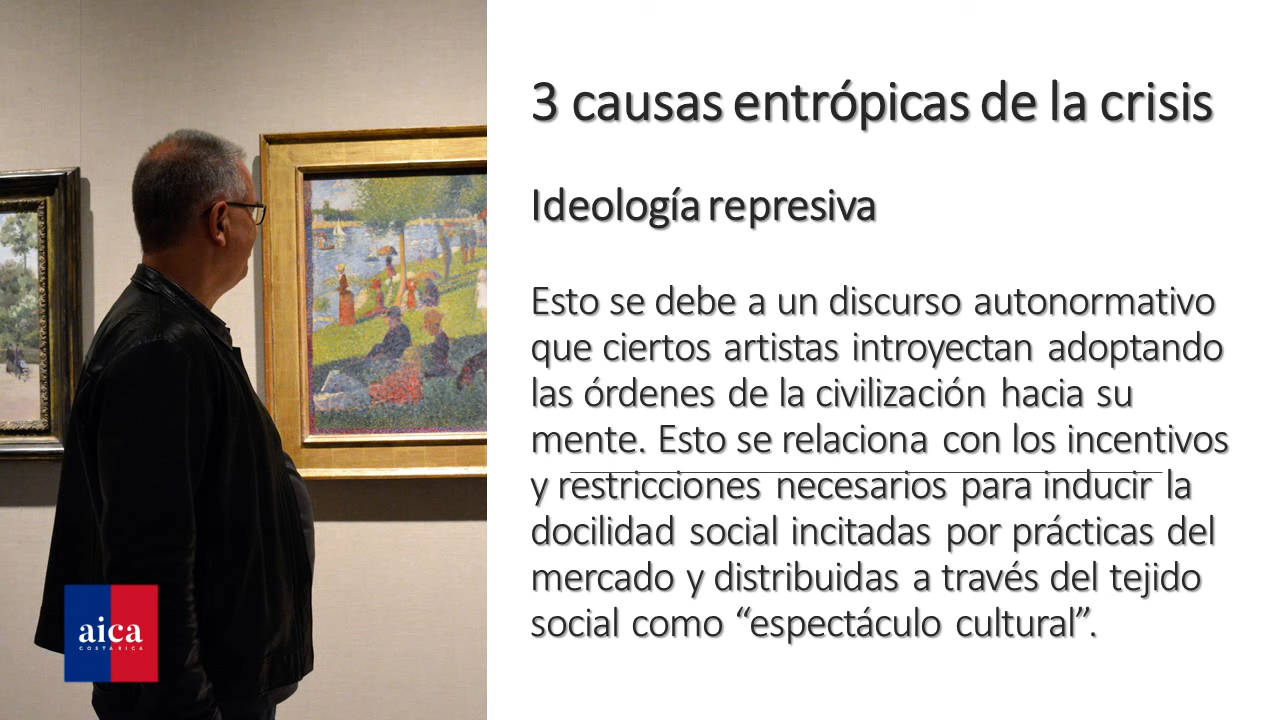 3 causas entrópicas de la crisis
Ideología represiva
Esto se debe a un discurso autonormativo
que ciertos artistas introyectan adoptando
las órdenes de la civilización hacia su
mente. Esto se relaciona con los incentivos
y restricciones necesarios para inducir la
docilidad social incitadas por prácticas del
mercado y distribuidas a través del tejido
social como “espectáculo cultural”.
aica
COSTARICA